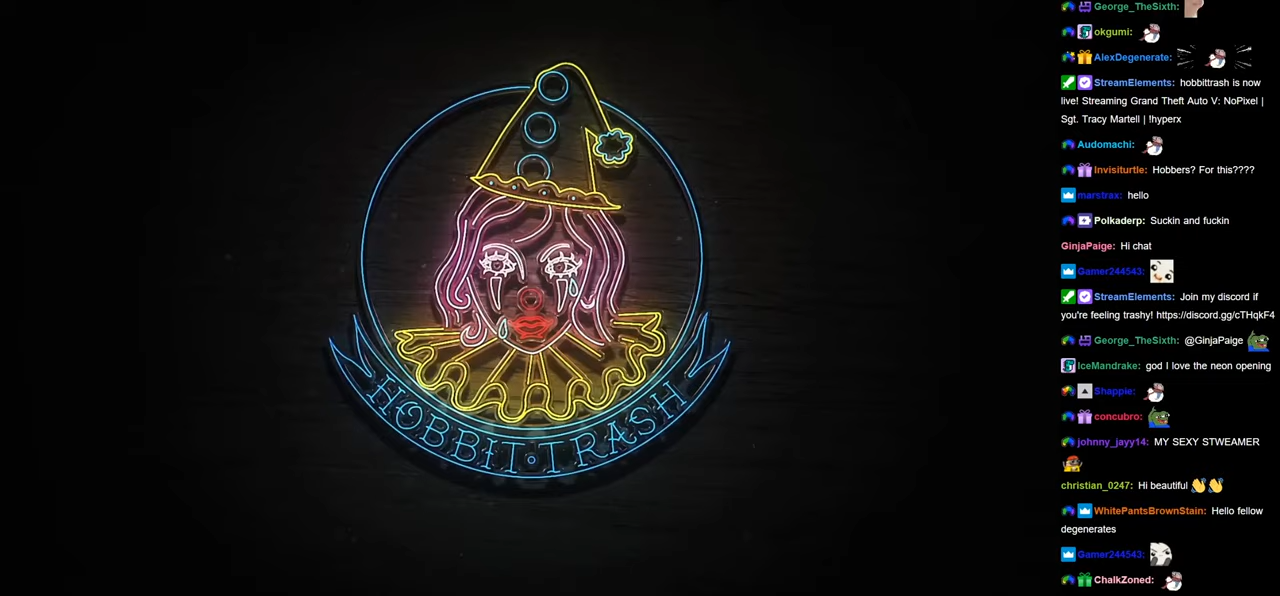 HOBBIT·TRASH
George_TheSixth:
okgumi:
AlexDegenerate:
StreamElements: hobbittrash is now
live! Streaming Grand Theft Auto V: NoPixel |
Sgt. Tracy Martell | !hyperx
Audomachi:
Invisiturtle: Hobbers? For this????
marstrax: hello
Polkaderp: Suckin and fuckin
GinjaPaige: Hi chat
Gamer244543:
StreamElements: Join my discord if
you're feeling trashy! https://discord.gg/cTHqkF4
George_TheSixth: @GinjaPaige
IceMandrake: god I love the neon opening
Shappie:
concubro:
johnny_jayy14: MY SEXY STWEAMER
christian_0247: Hi beautiful 👋👋
WhitePantsBrownStain: Hello fellow
degenerates
Gamer244543:
ChalkZoned: